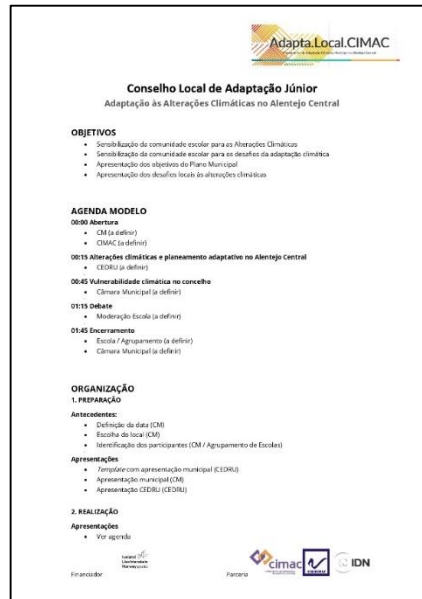 Adapta.Local.CIMAC
Conselho Local de Adaptação Júnior
Adaptação às Alterações Climáticas no Alentejo Central
OBJETIVOS
• Sensibilização da comunidade escolar para as Alterações Climáticas
• Sensibilização da comunidade escolar para os desafios da adaptação climática
• Apresentação dos objetivos do Plano Municipal
• Apresentação dos desafios locais às alterações climáticas
AGENDA MODELO
00:00 Abertura
• CM (a definir)
• CIMAC (a definir)
00:15 Alterações climáticas e planeamento adaptativo no Alentejo Central
• CEDRU (a definir)
00:45 Vulnerabilidade climática no concelho
• Câmara Municipal (a definir)
01:15 Debate
• Moderação Escola (a definir)
01:45 Encerramento
• Escola / Agrupamento (a definir)
• Câmara Municipal (a definir)
ORGANIZAÇÃO
1. PREPARAÇÃO
Antecedentes:
• Definição da data (CM)
• Escolha do local (CM)
• Identificação dos participantes (CM / Agrupamento de Escolas)
Apresentações
• Template com apresentação municipal (CEDRU)
• Apresentação municipal (CM)
• Apresentação CEDRU (CEDRU)
2. REALIZAÇÃO
Apresentações
• Ver agenda
Iceland
Liechtenstein
Norway grants
Financiador
Parceria
cimac
CEDRU
IDN